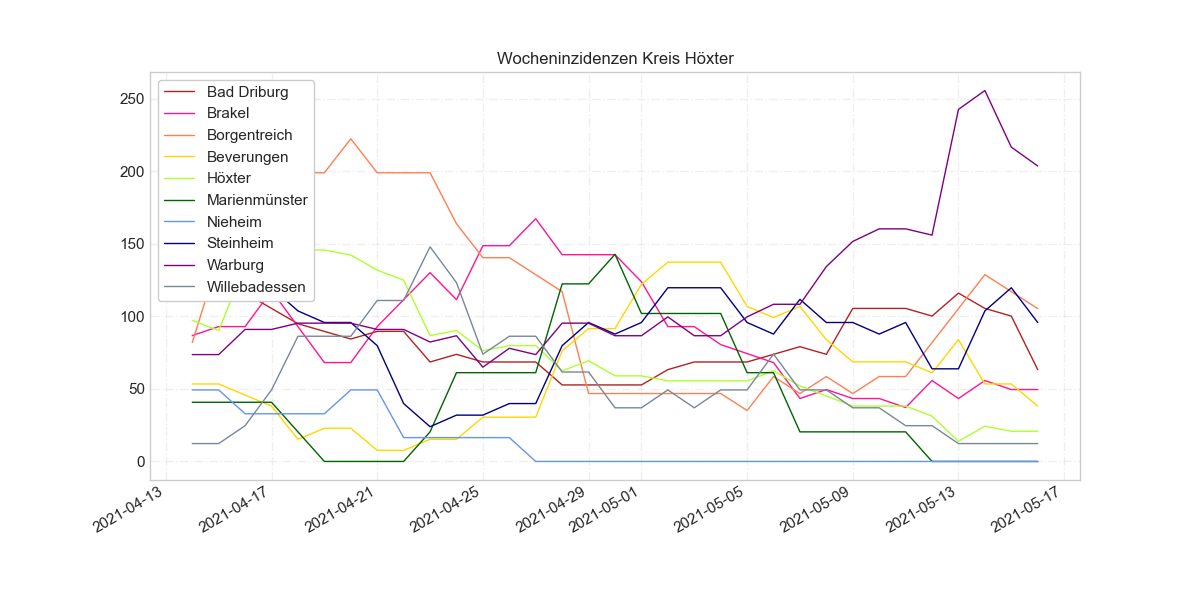 Wocheninzidenzen Kreis Höxter
250
200
150
100
50
0
Bad Driburg
Brakel
Borgentreich
Beverungen
Höxter
Marienmünster
Nieheim
Steinheim
Warburg
Willebadessen
2021-04-13
2021-04-17
2021-04-21
2021-04-25
2021-04-29
2021-05-01
2021-05-05
2021-05-09
2021-05-13
2021-05-17